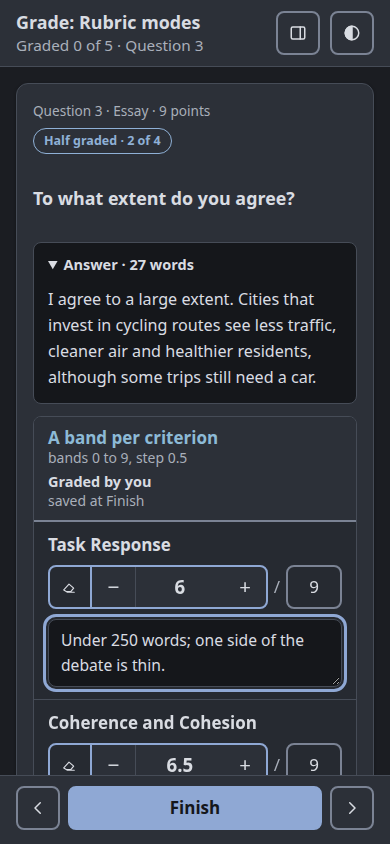 Grade: Rubric modes
Graded 0 of 5 · Question 3
Question 3 · Essay · 9 points
Half graded · 2 of 4
To what extent do you agree?
▼ Answer · 27 words
I agree to a large extent. Cities that
invest in cycling routes see less traffic,
cleaner air and healthier residents,
although some trips still need a car.
A band per criterion
bands 0 to 9, step 0.5
Graded by you
saved at Finish
Task Response
− 6 + / 9
Under 250 words; one side of the
debate is thin.
Coherence and Cohesion
− 6.5 + / 9
Finish